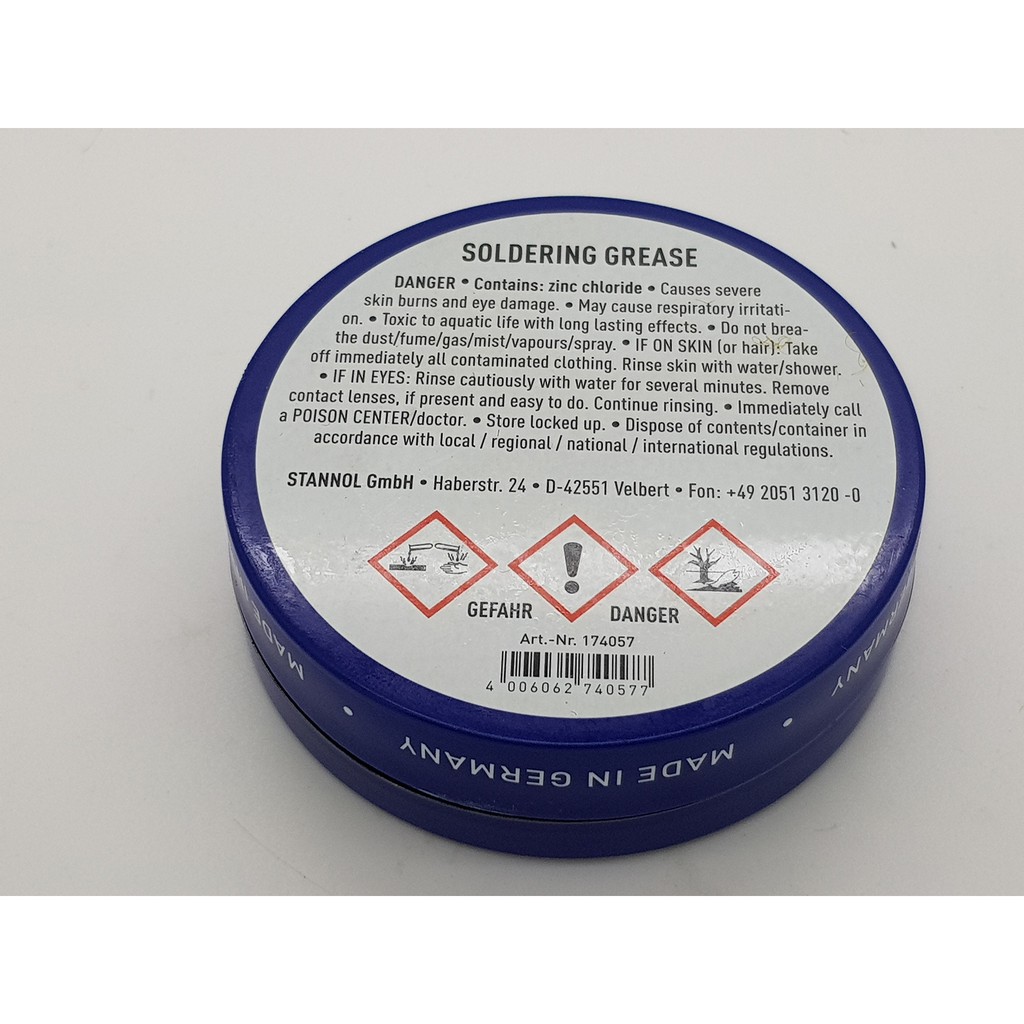 SOLDERING GREASE
DANGER • Contains: zinc chloride • Causes severe
skin burns and eye damage. • May cause respiratory irritati-
on. • Toxic to aquatic life with long lasting effects. • Do not brea-
the dust/fume/gas/mist/vapours/spray. • IF ON SKIN (or hair): Take
off immediately all contaminated clothing. Rinse skin with water/shower.
• IF IN EYES: Rinse cautiously with water for several minutes. Remove
contact lenses, if present and easy to do. Continue rinsing. • Immediately call
a POISON CENTER/doctor. • Store locked up. • Dispose of contents/container in
accordance with local / regional / national / international regulations.
STANNOL GmbH • Haberstr. 24 • D-42551 Velbert • Fon: +49 2051 3120 -0
GEFAHR DANGER
Art.-Nr. 174057
4 006062 740577
MADE
MADE IN GERMANY